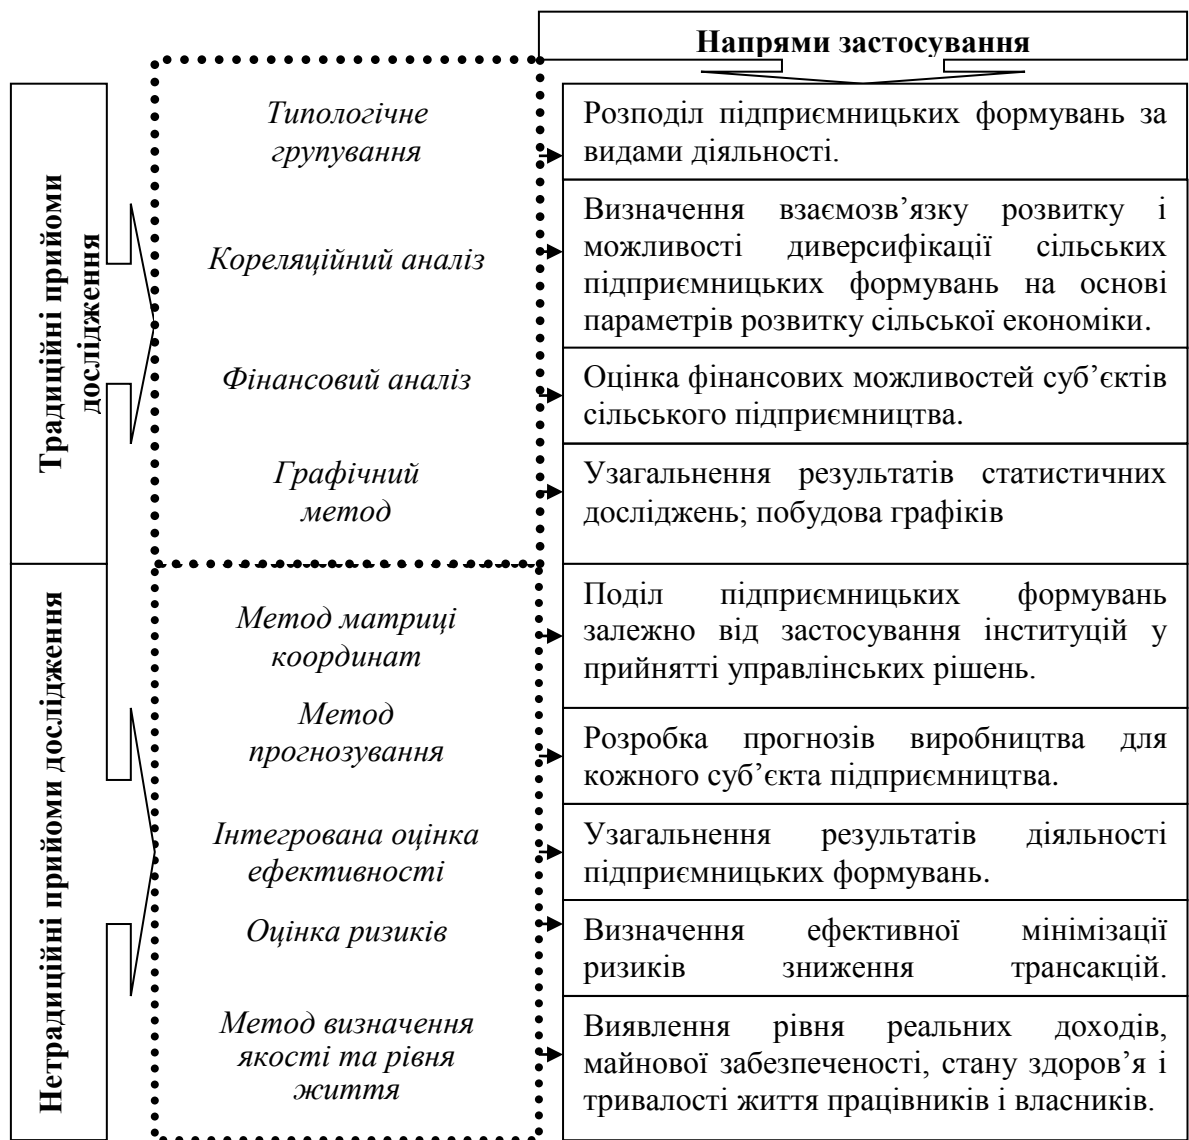 Напрями застосування
Традиційні прийоми
дослідження
Типологічне
групування
Розподіл підприємницьких формувань за
видами діяльності.
Кореляційний аналіз
Визначення взаємозв’язку розвитку і
можливості диверсифікації сільських
підприємницьких формувань на основі
параметрів розвитку сільської економіки.
Фінансовий аналіз
Оцінка фінансових можливостей суб’єктів
сільського підприємництва.
Графічний
метод
Узагальнення результатів статистичних
досліджень; побудова графіків
Нетрадиційні прийоми дослідження
Метод матриці
координат
Поділ підприємницьких формувань
залежно від застосування інституцій у
прийнятті управлінських рішень.
Метод
прогнозування
Розробка прогнозів виробництва для
кожного суб’єкта підприємництва.
Інтегрована оцінка
ефективності
Узагальнення результатів діяльності
підприємницьких формувань.
Оцінка ризиків
Визначення ефективної мінімізації
ризиків зниження трансакцій.
Метод визначення
якості та рівня
життя
Виявлення рівня реальних доходів,
майнової забезпеченості, стану здоров’я і
тривалості життя працівників і власників.